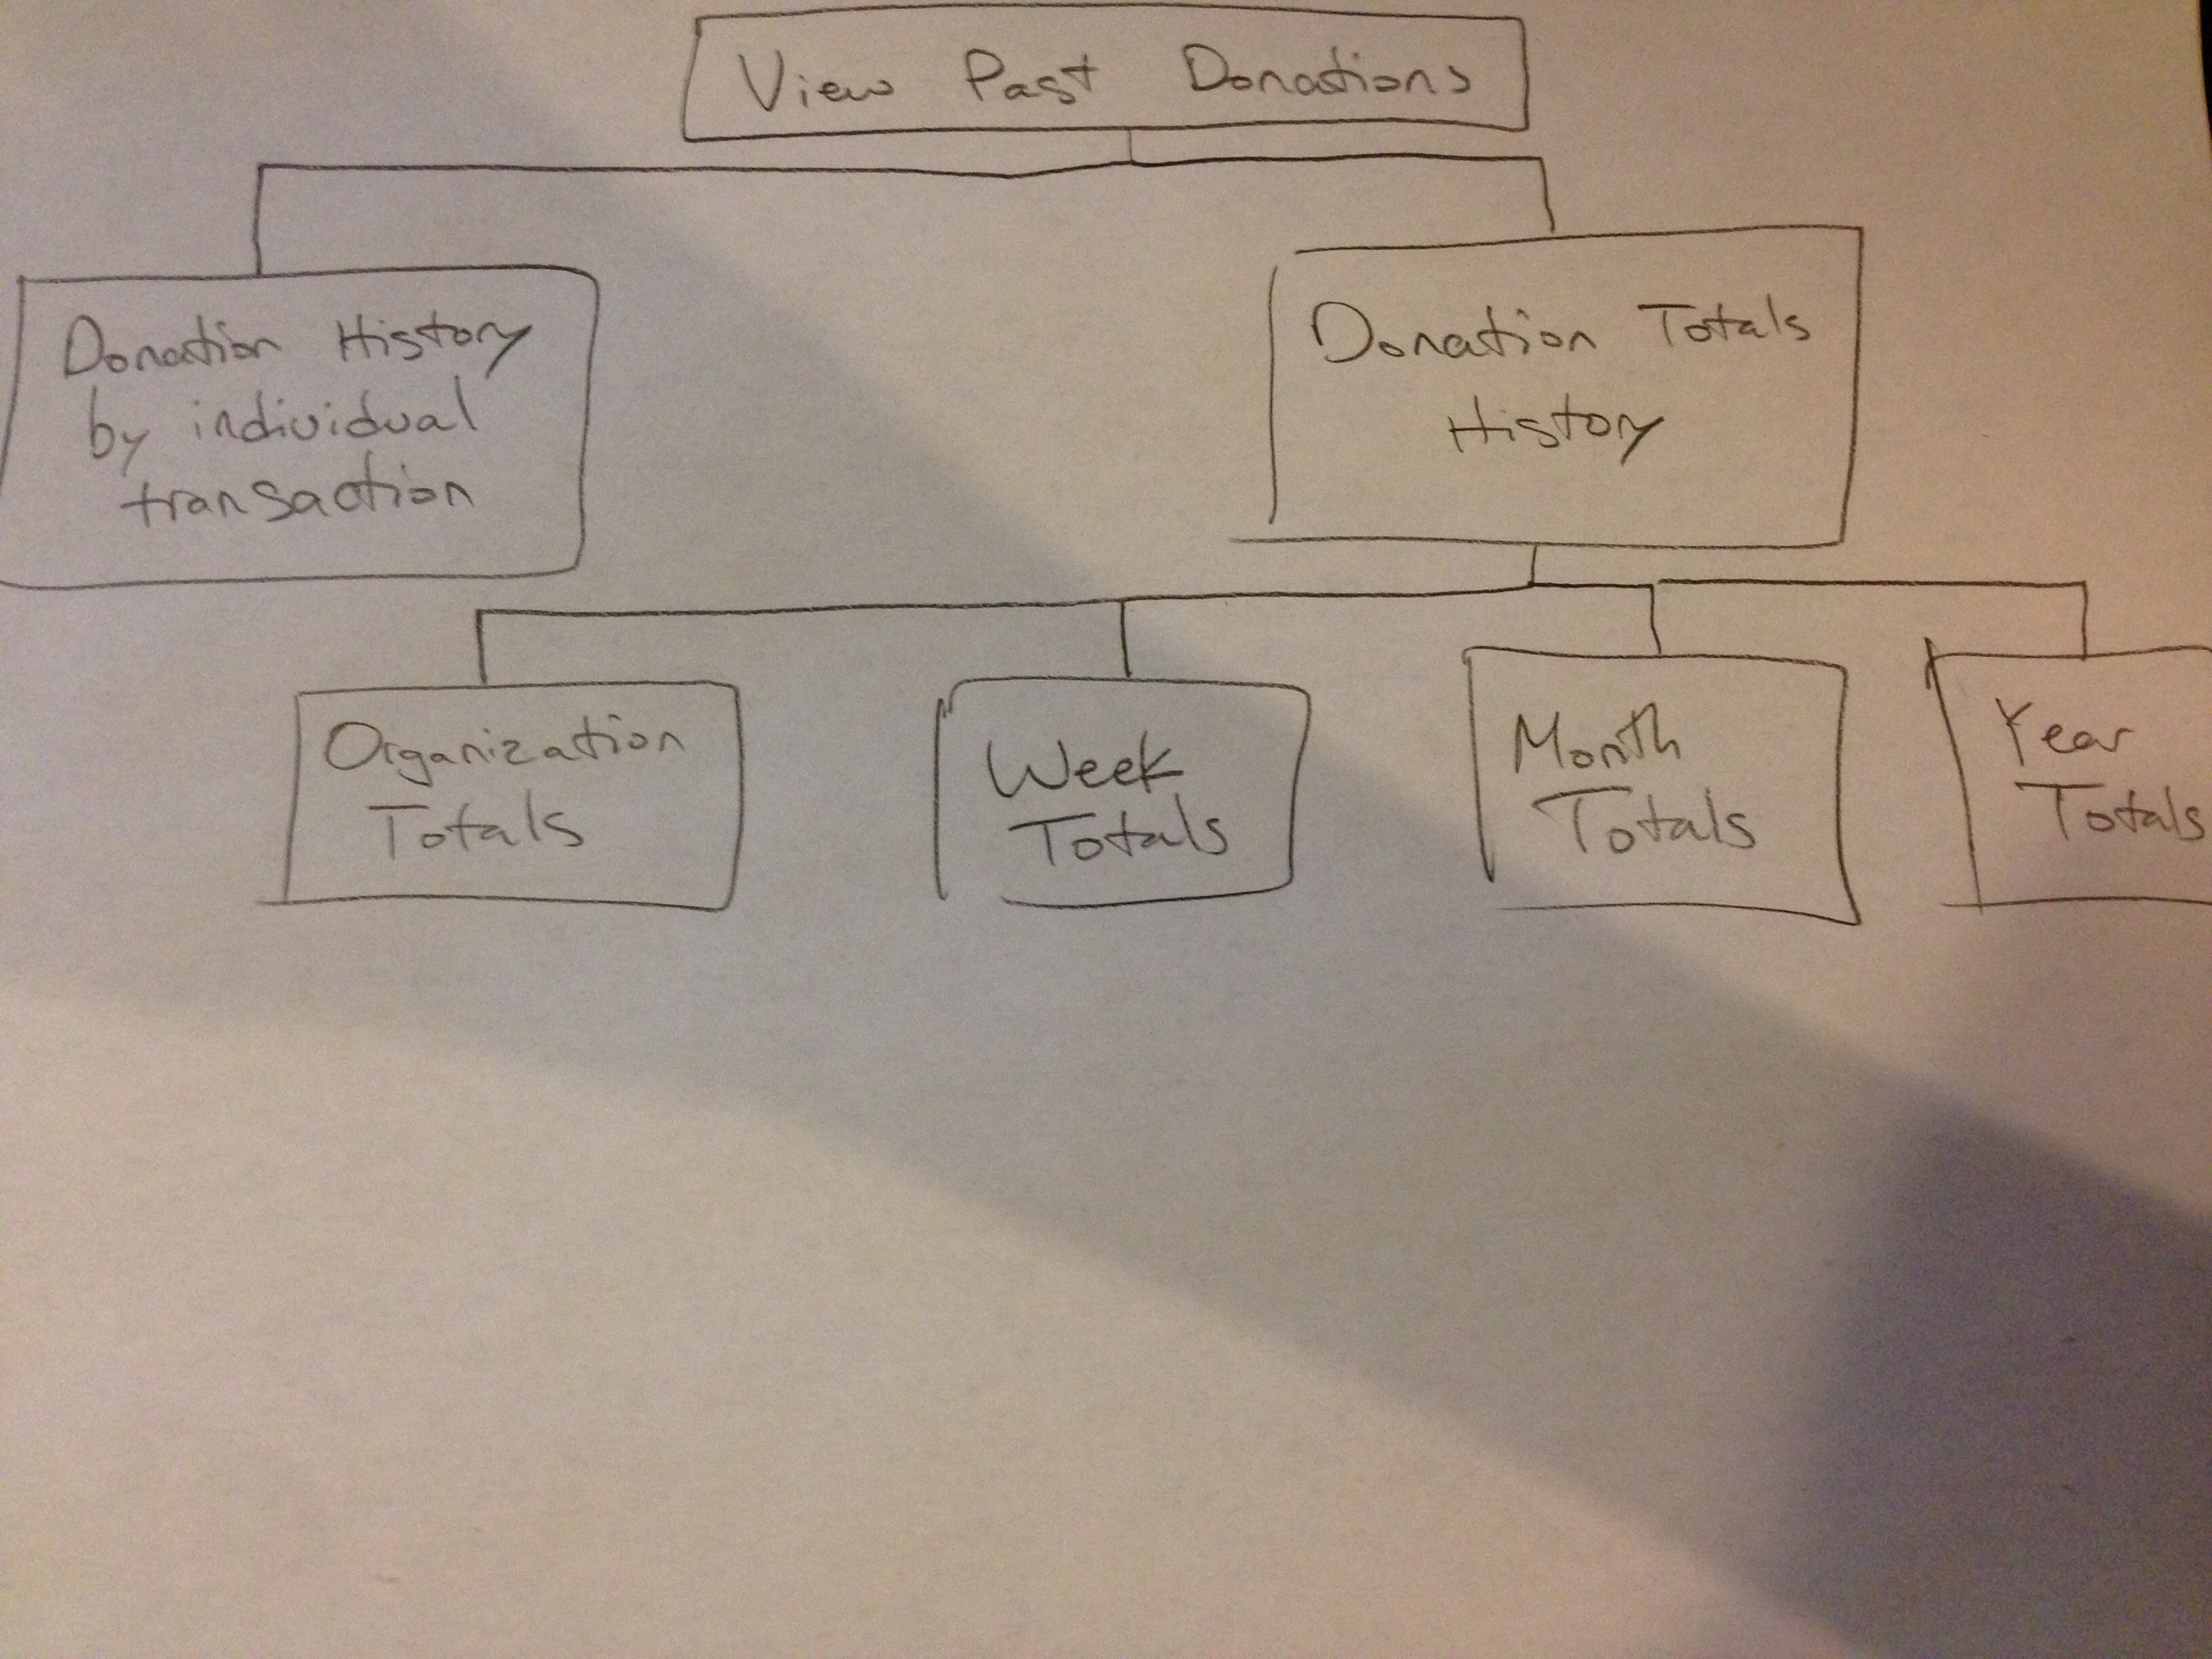 View Past Donations
Donation History
by individual
transaction
Donation Totals
History
Organization
Totals
Week
Totals
Month
Totals
Year
Totals